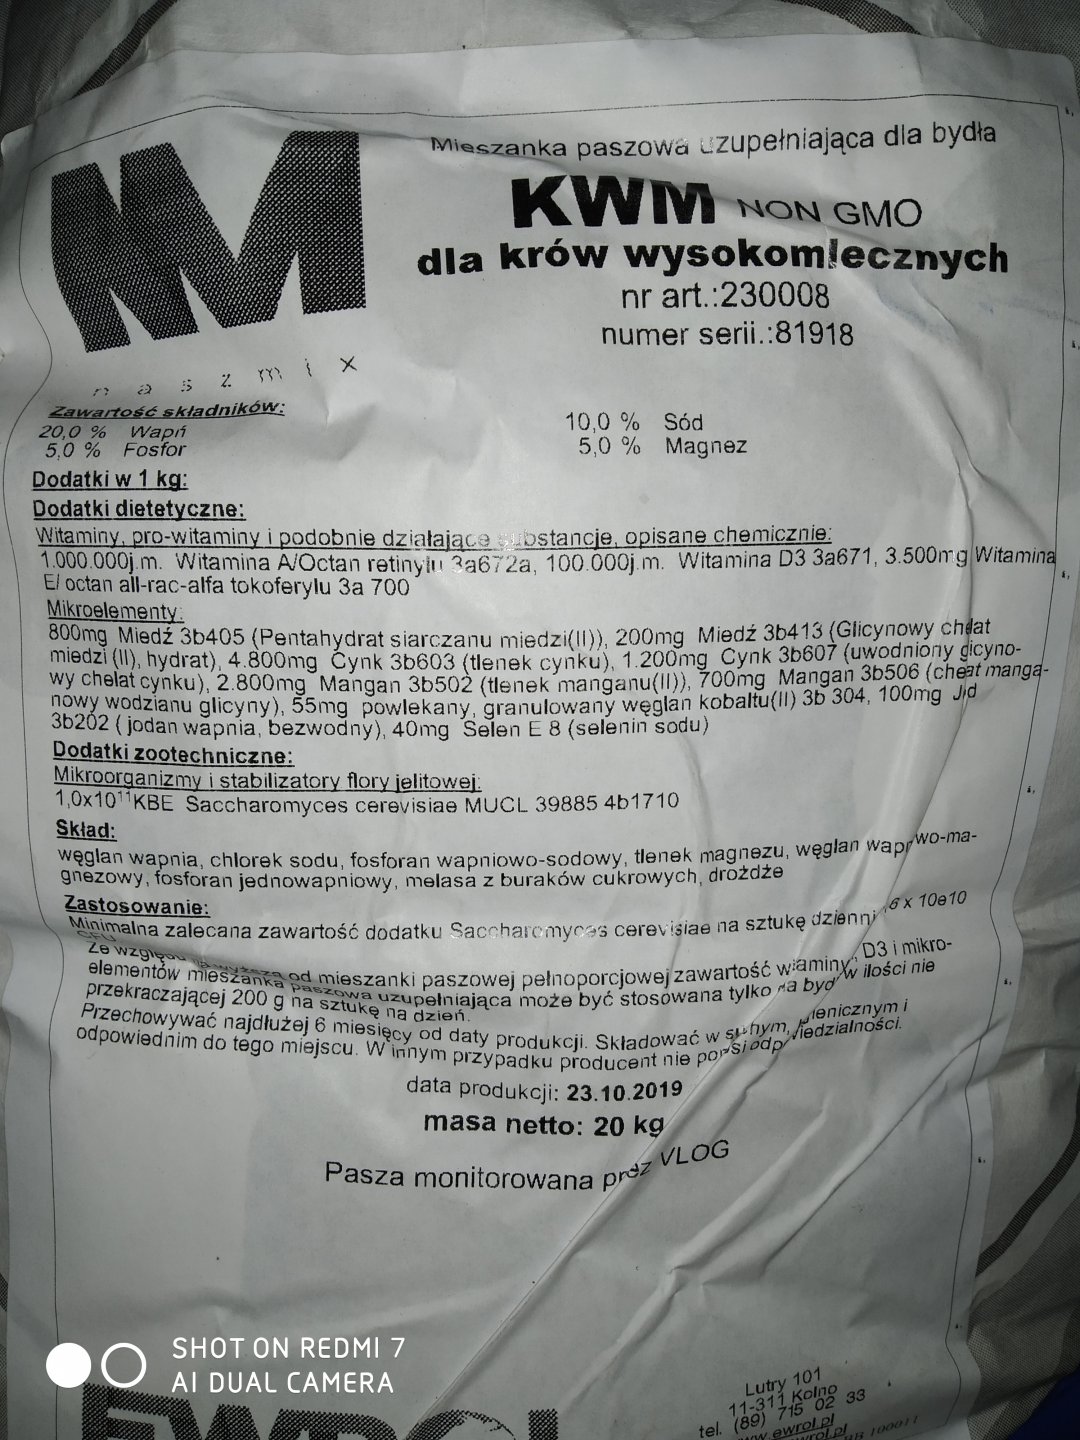 Mieszanka paszowa uzupełniająca dla bydła
KWM NON GMO
dla krów wysokomlecznych
nr art.:230008
numer serii.:81918
naszmix
Zawartość składników:
20,0 % Wapń
5,0 % Fosfor
10,0 % Sód
5,0 % Magnez
Dodatki w 1 kg:
Dodatki dietetyczne:
Witaminy, pro-witaminy i podobnie działające substancje, opisane chemicznie:
1.000.000j.m. Witamina A/Octan retinylu 3a672a, 100.000j.m. Witamina D3 3a671, 3.500mg Witamina
E/ octan all-rac-alfa tokoferylu 3a 700
Mikroelementy:
800mg Miedź 3b405 (Pentahydrat siarczanu miedzi(II)), 200mg Miedź 3b413 (Glicynowy chelat
miedzi (II), hydrat), 4.800mg Cynk 3b603 (tlenek cynku), 1.200mg Cynk 3b607 (uwodniony glicyno-
wy chelat cynku), 2.800mg Mangan 3b502 (tlenek manganu(II)), 700mg Mangan 3b506 (chelat manga-
nowy wodzianu glicyny), 55mg powlekany, granulowany węglan kobaltu(II) 3b 304, 100mg Jod
3b202 ( jodan wapnia, bezwodny), 40mg Selen E 8 (selenin sodu)
Dodatki zootechniczne:
Mikroorganizmy i stabilizatory flory jelitowej:
1,0x10¹¹KBE Saccharomyces cerevisiae MUCL 39885 4b1710
Skład:
węglan wapnia, chlorek sodu, fosforan wapniowo-sodowy, tlenek magnezu, węglan wapniowo-ma-
gnezowy, fosforan jednowapniowy, melasa z buraków cukrowych, drożdże
Zastosowanie:
Minimalna zalecana zawartość dodatku Saccharomyces cerevisiae na sztukę dziennie 6 x 10e10
CFU
Ze względu na wyższą od mieszanki paszowej pełnoporcjowej zawartość witaminy D3 i mikro-
elementów mieszanka paszowa uzupełniająca może być stosowana tylko dla bydła w ilości nie
przekraczającej 200 g na sztukę na dzień.
Przechowywać najdłużej 6 miesięcy od daty produkcji. Składować w suchym, higienicznym i
odpowiednim do tego miejscu. W innym przypadku producent nie ponosi odpowiedzialności.
data produkcji: 23.10.2019
masa netto: 20 kg
Pasza monitorowana przez VLOG
SHOT ON REDMI 7
AI DUAL CAMERA
EWROL
Lutry 101
11-311 Kolno
tel. (89) 715 02 33
www.ewrol.pl